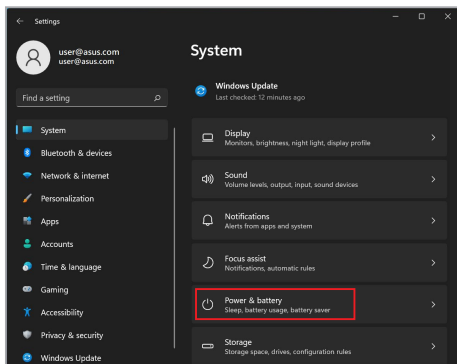 Settings
user@asus.com
user@asus.com
Find a setting
System
Bluetooth & devices
Network & internet
Personalization
Apps
Accounts
Time & language
Gaming
Accessibility
Privacy & security
Windows Update
System
Windows Update
Last checked: 12 minutes ago
Display
Monitors, brightness, night light, display profile
Sound
Volume levels, output, input, sound devices
Notifications
Alerts from apps and system
Focus assist
Notifications, automatic rules
Power & battery
Sleep, battery usage, battery saver
Storage
Storage space, drives, configuration rules